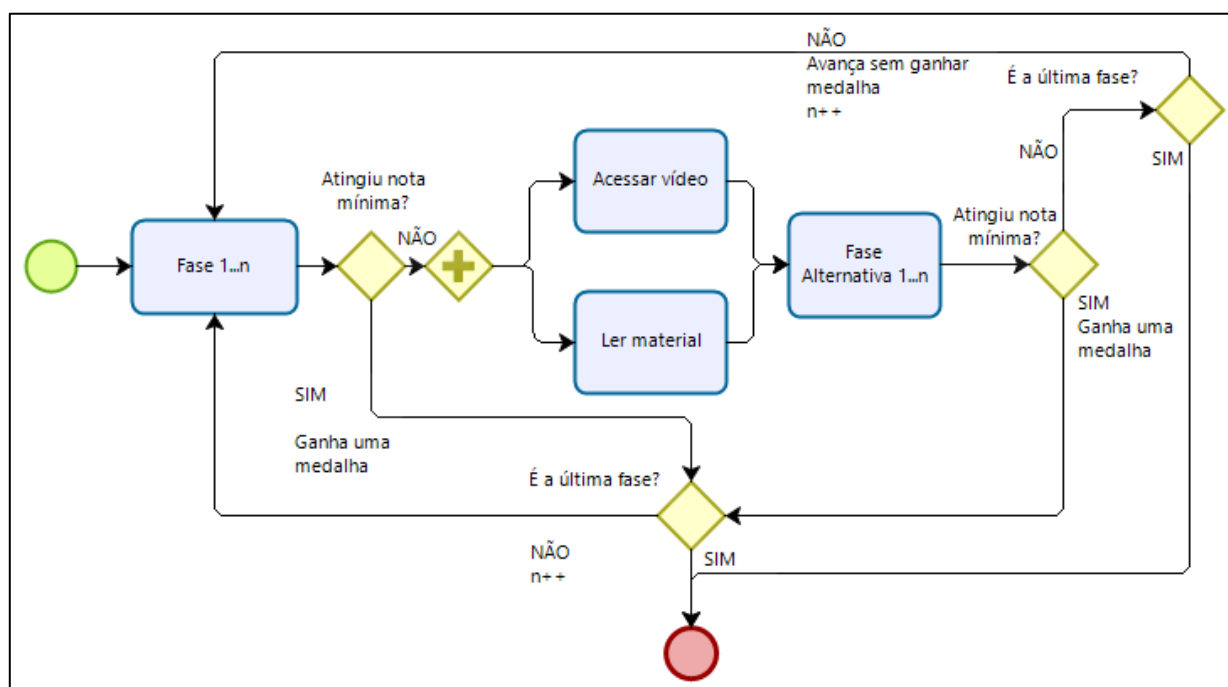 NÃO
Avança sem ganhar
medalha
n++
É a última fase?
NÃO
SIM
Acessar vídeo
Atingiu nota
mínima?
NÃO
Atingiu nota
mínima?
Fase 1...n
Fase
Alternativa 1...n
SIM
Ganha uma
medalha
Ler material
SIM
Ganha uma
medalha
É a última fase?
NÃO
n++
SIM